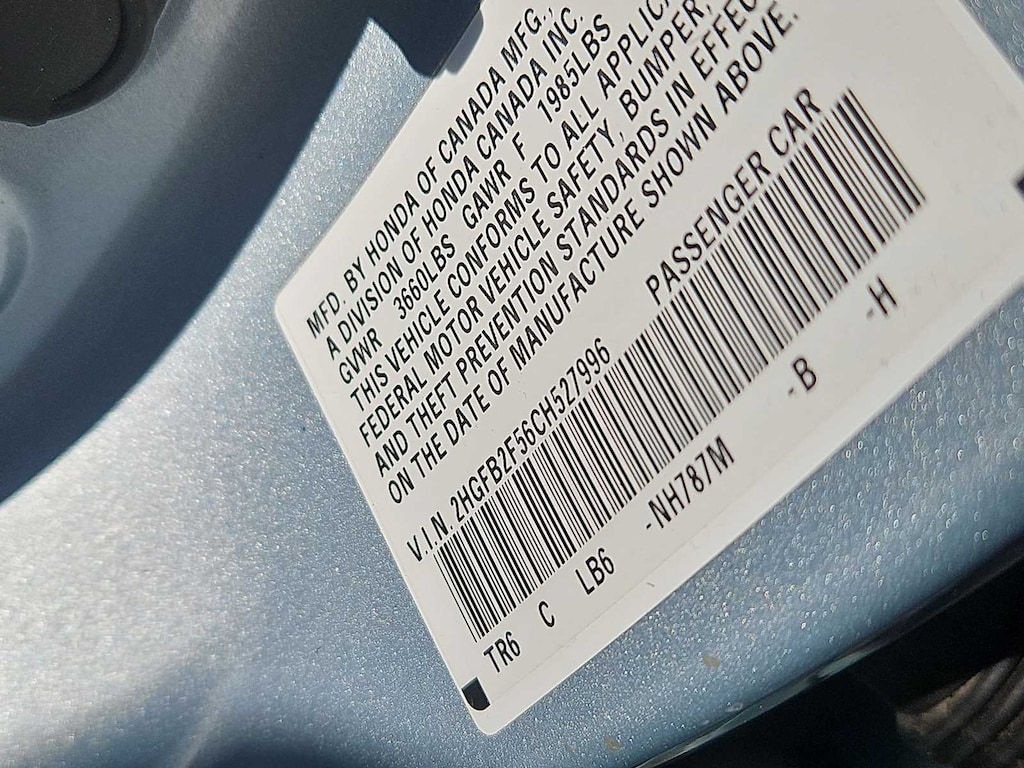 MFD. BY HONDA OF CANADA MFG.,
A DIVISION OF HONDA CANADA INC.
GVWR 3660LBS GAWR F 1985LBS
THIS VEHICLE CONFORMS TO ALL
FEDERAL MOTOR VEHICLE SAFETY, BUMPER,
AND THEFT PREVENTION STANDARDS IN
ON THE DATE OF MANUFACTURE SHOWN ABOVE.
V.I.N. 2HGFB2F56CH527996 PASSENGER CAR
TR6 C LB6 -NH787M -B -H